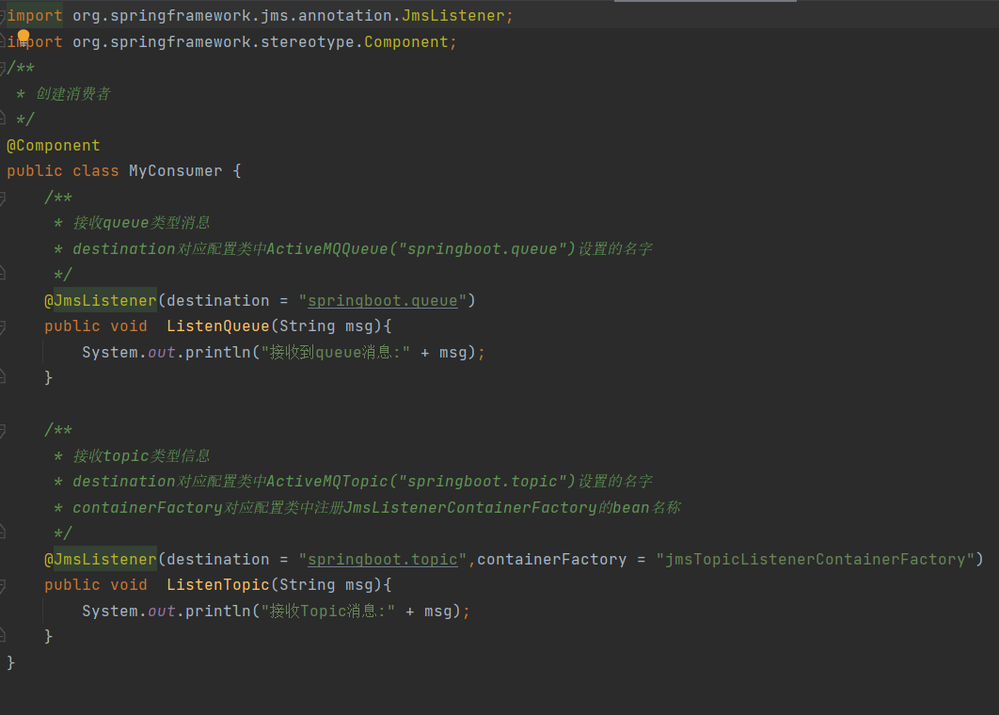 import org.springframework.jms.annotation.JmsListener;
import org.springframework.stereotype.Component;
/**
 * 创建消费者
 */
@Component
public class MyConsumer {
    /**
     * 接收queue类型消息
     * destination对应配置类中ActiveMQQueue("springboot.queue")设置的名字
     */
    @JmsListener(destination = "springboot.queue")
    public void  ListenQueue(String msg){
        System.out.println("接收到queue消息:" + msg);
    }

    /**
     * 接收topic类型信息
     * destination对应配置类中ActiveMQTopic("springboot.topic")设置的名字
     * containerFactory对应配置类中注册JmsListenerContainerFactory的bean名称
     */
    @JmsListener(destination = "springboot.topic",containerFactory = "jmsTopicListenerContainerFactory")
    public void  ListenTopic(String msg){
        System.out.println("接收Topic消息:" + msg);
    }
}